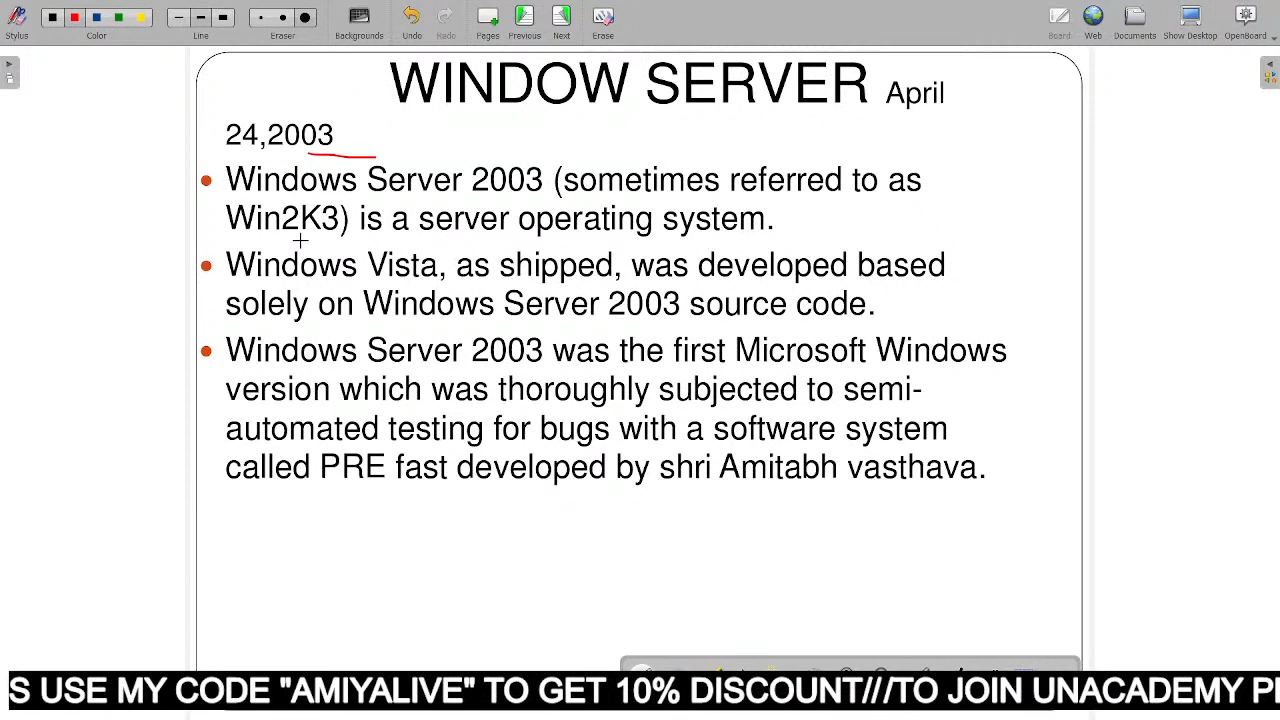 Stylus Color Line Eraser Backgrounds Undo Redo Pages Previous Next Erase Board Web Documents Show Desktop OpenBoard
WINDOW SERVER April
24,2003
• Windows Server 2003 (sometimes referred to as
Win2K3) is a server operating system.
• Windows Vista, as shipped, was developed based
solely on Windows Server 2003 source code.
• Windows Server 2003 was the first Microsoft Windows
version which was thoroughly subjected to semi-
automated testing for bugs with a software system
called PRE fast developed by shri Amitabh vasthava.
S USE MY CODE "AMIYALIVE" TO GET 10% DISCOUNT///TO JOIN UNACADEMY P